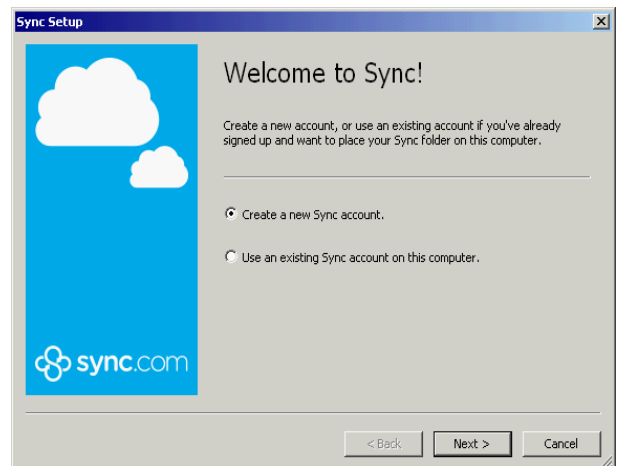 Sync Setup
Welcome to Sync!
Create a new account, or use an existing account if you've already
signed up and want to place your Sync folder on this computer.
Create a new Sync account.
Use an existing Sync account on this computer.
sync.com
< Back Next > Cancel